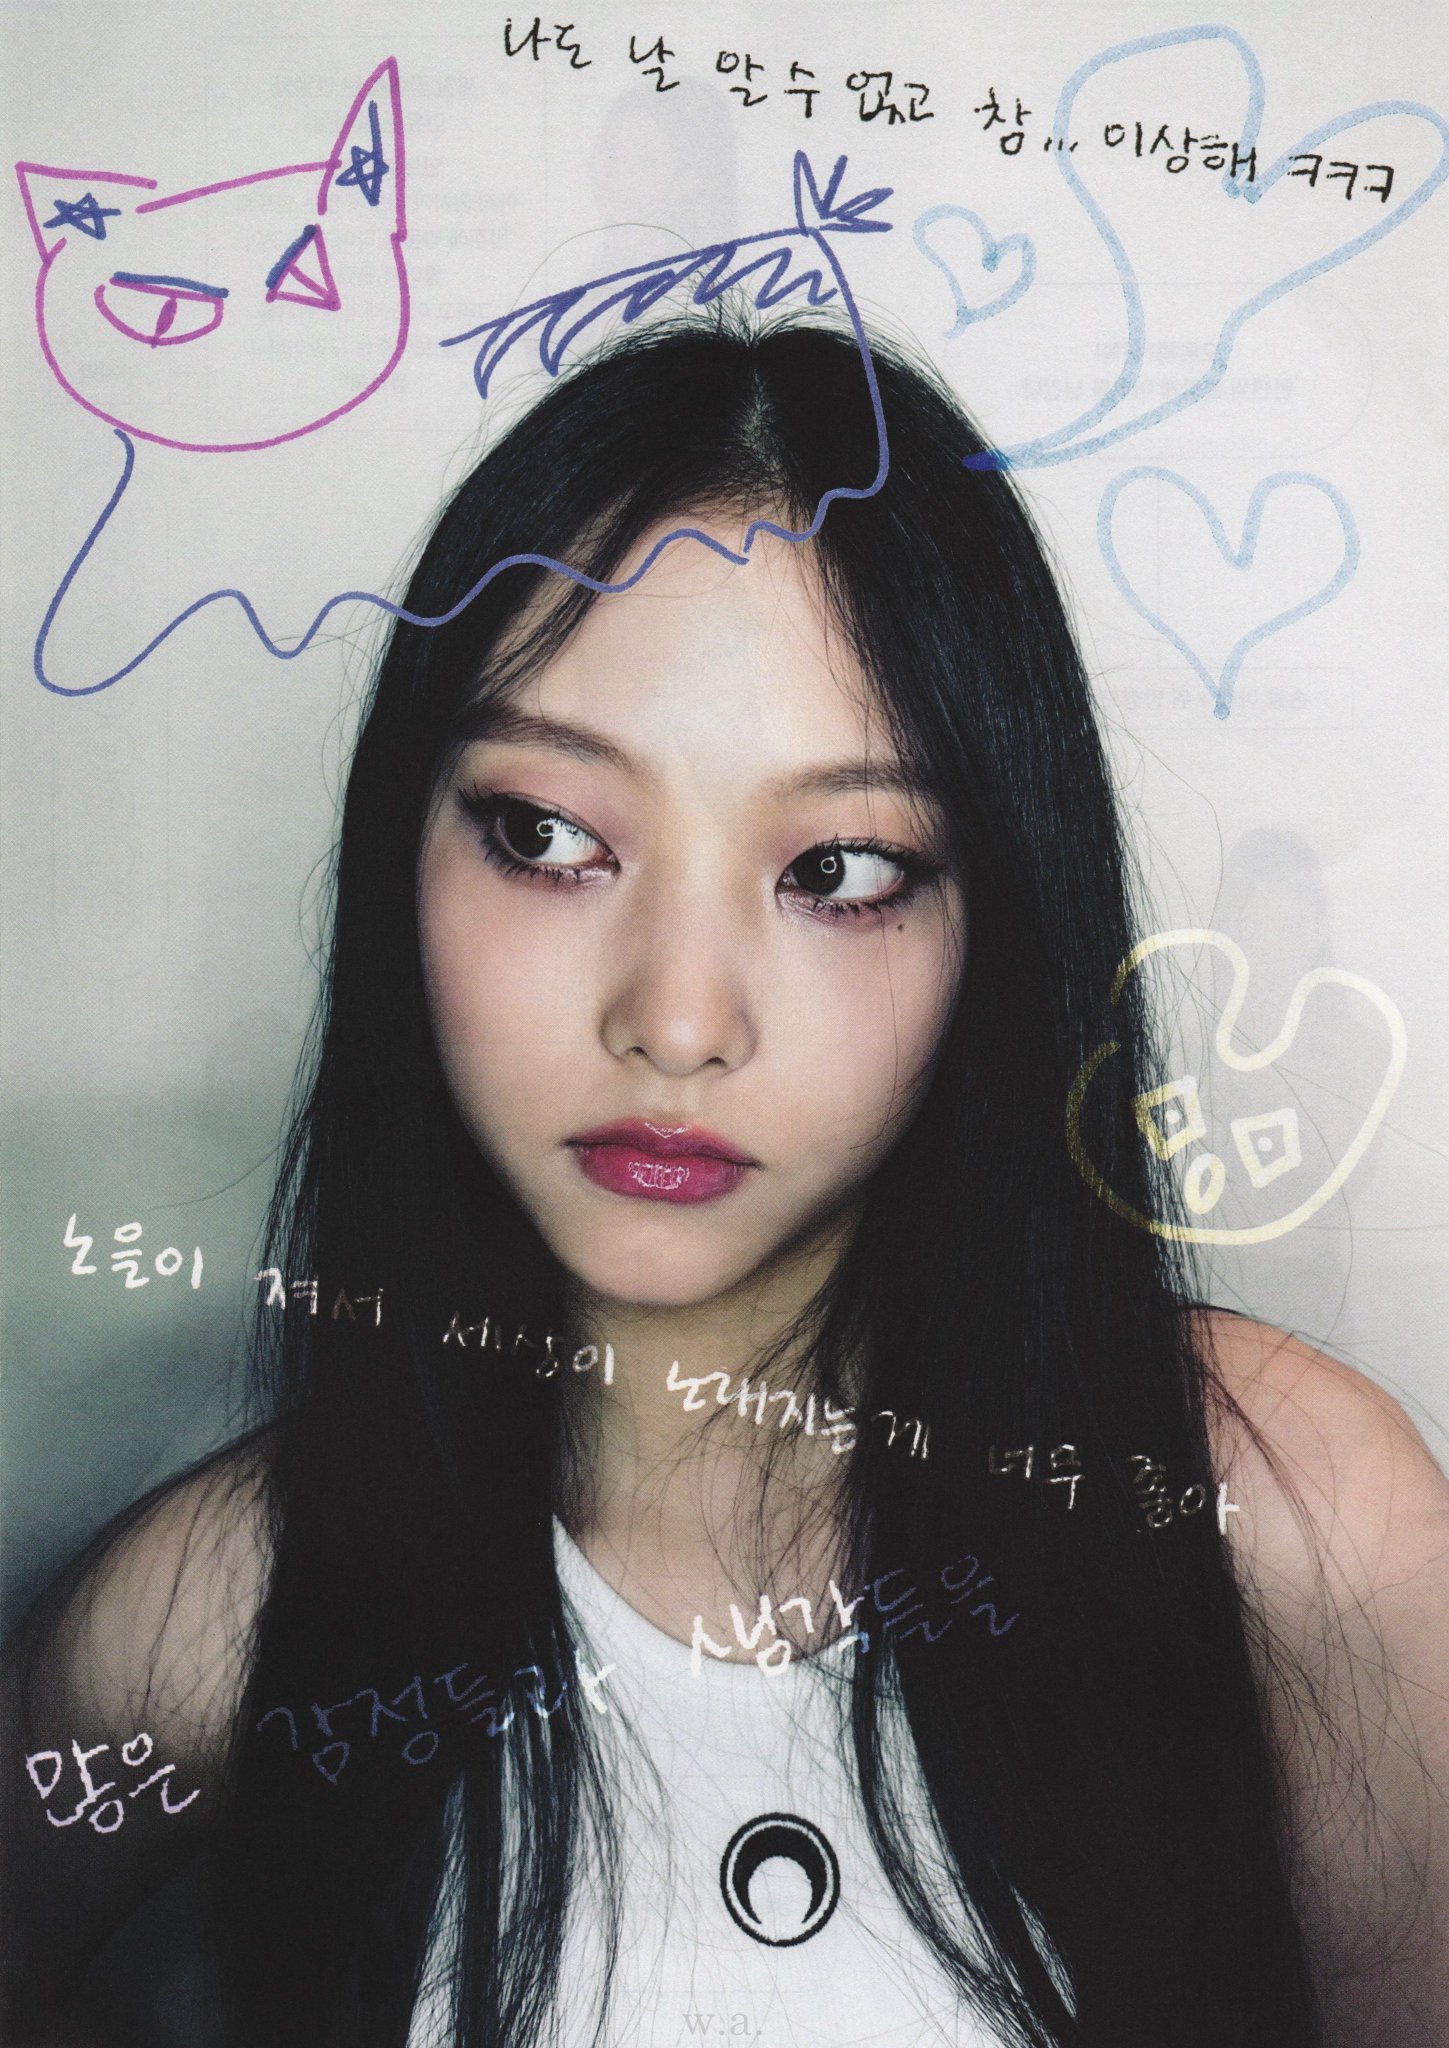 나도 날 알 수 없고 참... 이상해 ㅋㅋㅋ
노을이 져서 세상이 노래지는게 너무 좋아
많은 감정들과 생각들을
w.a.